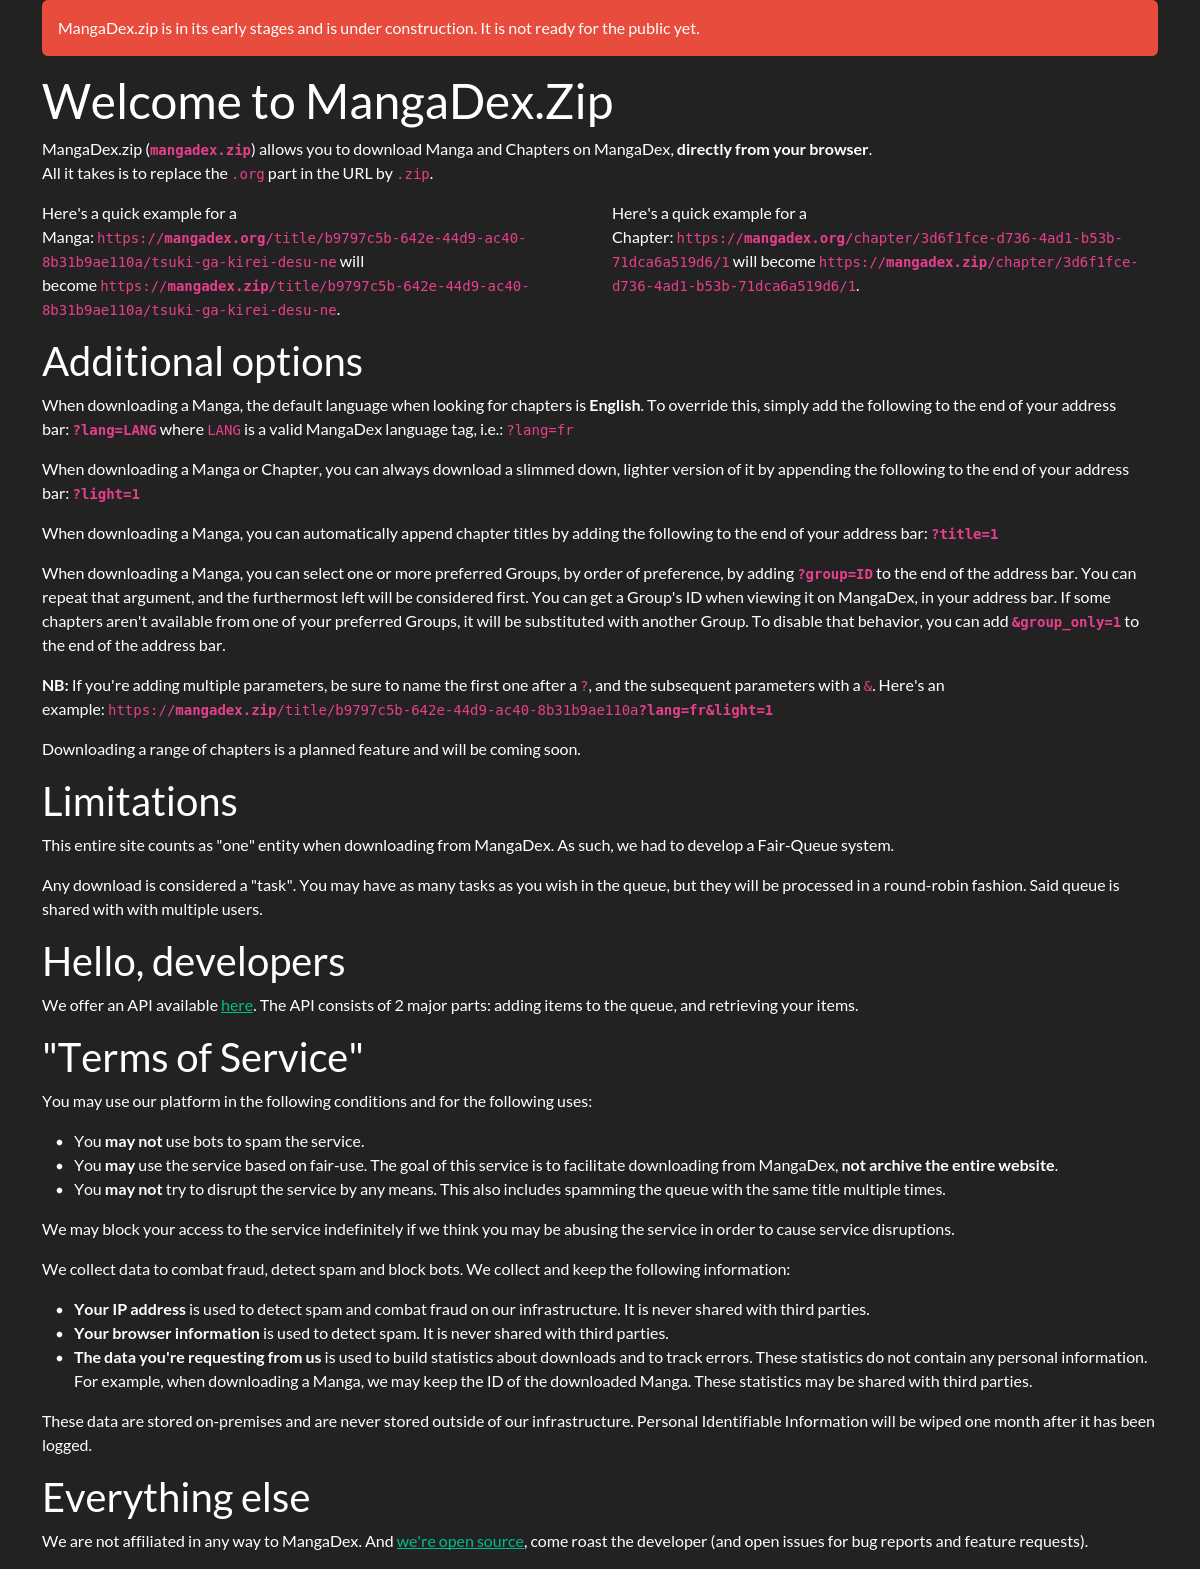 MangaDex.zip is in its early stages and is under construction. It is not ready for the public yet.
Welcome to MangaDex.Zip
MangaDex.zip (mangadex.zip) allows you to download Manga and Chapters on MangaDex, directly from your browser.
All it takes is to replace the .org part in the URL by .zip.
Here's a quick example for a
Manga: https://mangadex.org/title/b9797c5b-642e-44d9-ac40-
8b31b9ae110a/tsuki-ga-kirei-desu-ne will
become https://mangadex.zip/title/b9797c5b-642e-44d9-ac40-
8b31b9ae110a/tsuki-ga-kirei-desu-ne.
Here's a quick example for a
Chapter: https://mangadex.org/chapter/3d6f1fce-d736-4ad1-b53b-
71dca6a519d6/1 will become https://mangadex.zip/chapter/3d6f1fce-
d736-4ad1-b53b-71dca6a519d6/1.
Additional options
When downloading a Manga, the default language when looking for chapters is English. To override this, simply add the following to the end of your address
bar: ?lang=LANG where LANG is a valid MangaDex language tag, i.e.: ?lang=fr
When downloading a Manga or Chapter, you can always download a slimmed down, lighter version of it by appending the following to the end of your address
bar: ?light=1
When downloading a Manga, you can automatically append chapter titles by adding the following to the end of your address bar: ?title=1
When downloading a Manga, you can select one or more preferred Groups, by order of preference, by adding ?group=ID to the end of the address bar. You can
repeat that argument, and the furthermost left will be considered first. You can get a Group's ID when viewing it on MangaDex, in your address bar. If some
chapters aren't available from one of your preferred Groups, it will be substituted with another Group. To disable that behavior, you can add &group_only=1 to
the end of the address bar.
NB: If you're adding multiple parameters, be sure to name the first one after a ?, and the subsequent parameters with a &. Here's an
example: https://mangadex.zip/title/b9797c5b-642e-44d9-ac40-8b31b9ae110a?lang=fr&light=1
Downloading a range of chapters is a planned feature and will be coming soon.
Limitations
This entire site counts as "one" entity when downloading from MangaDex. As such, we had to develop a Fair-Queue system.
Any download is considered a "task". You may have as many tasks as you wish in the queue, but they will be processed in a round-robin fashion. Said queue is
shared with with multiple users.
Hello, developers
We offer an API available here. The API consists of 2 major parts: adding items to the queue, and retrieving your items.
"Terms of Service"
You may use our platform in the following conditions and for the following uses:
• You may not use bots to spam the service.
• You may use the service based on fair-use. The goal of this service is to facilitate downloading from MangaDex, not archive the entire website.
• You may not try to disrupt the service by any means. This also includes spamming the queue with the same title multiple times.
We may block your access to the service indefinitely if we think you may be abusing the service in order to cause service disruptions.
We collect data to combat fraud, detect spam and block bots. We collect and keep the following information:
• Your IP address is used to detect spam and combat fraud on our infrastructure. It is never shared with third parties.
• Your browser information is used to detect spam. It is never shared with third parties.
• The data you're requesting from us is used to build statistics about downloads and to track errors. These statistics do not contain any personal information.
For example, when downloading a Manga, we may keep the ID of the downloaded Manga. These statistics may be shared with third parties.
These data are stored on-premises and are never stored outside of our infrastructure. Personal Identifiable Information will be wiped one month after it has been
logged.
Everything else
We are not affiliated in any way to MangaDex. And we're open source, come roast the developer (and open issues for bug reports and feature requests).